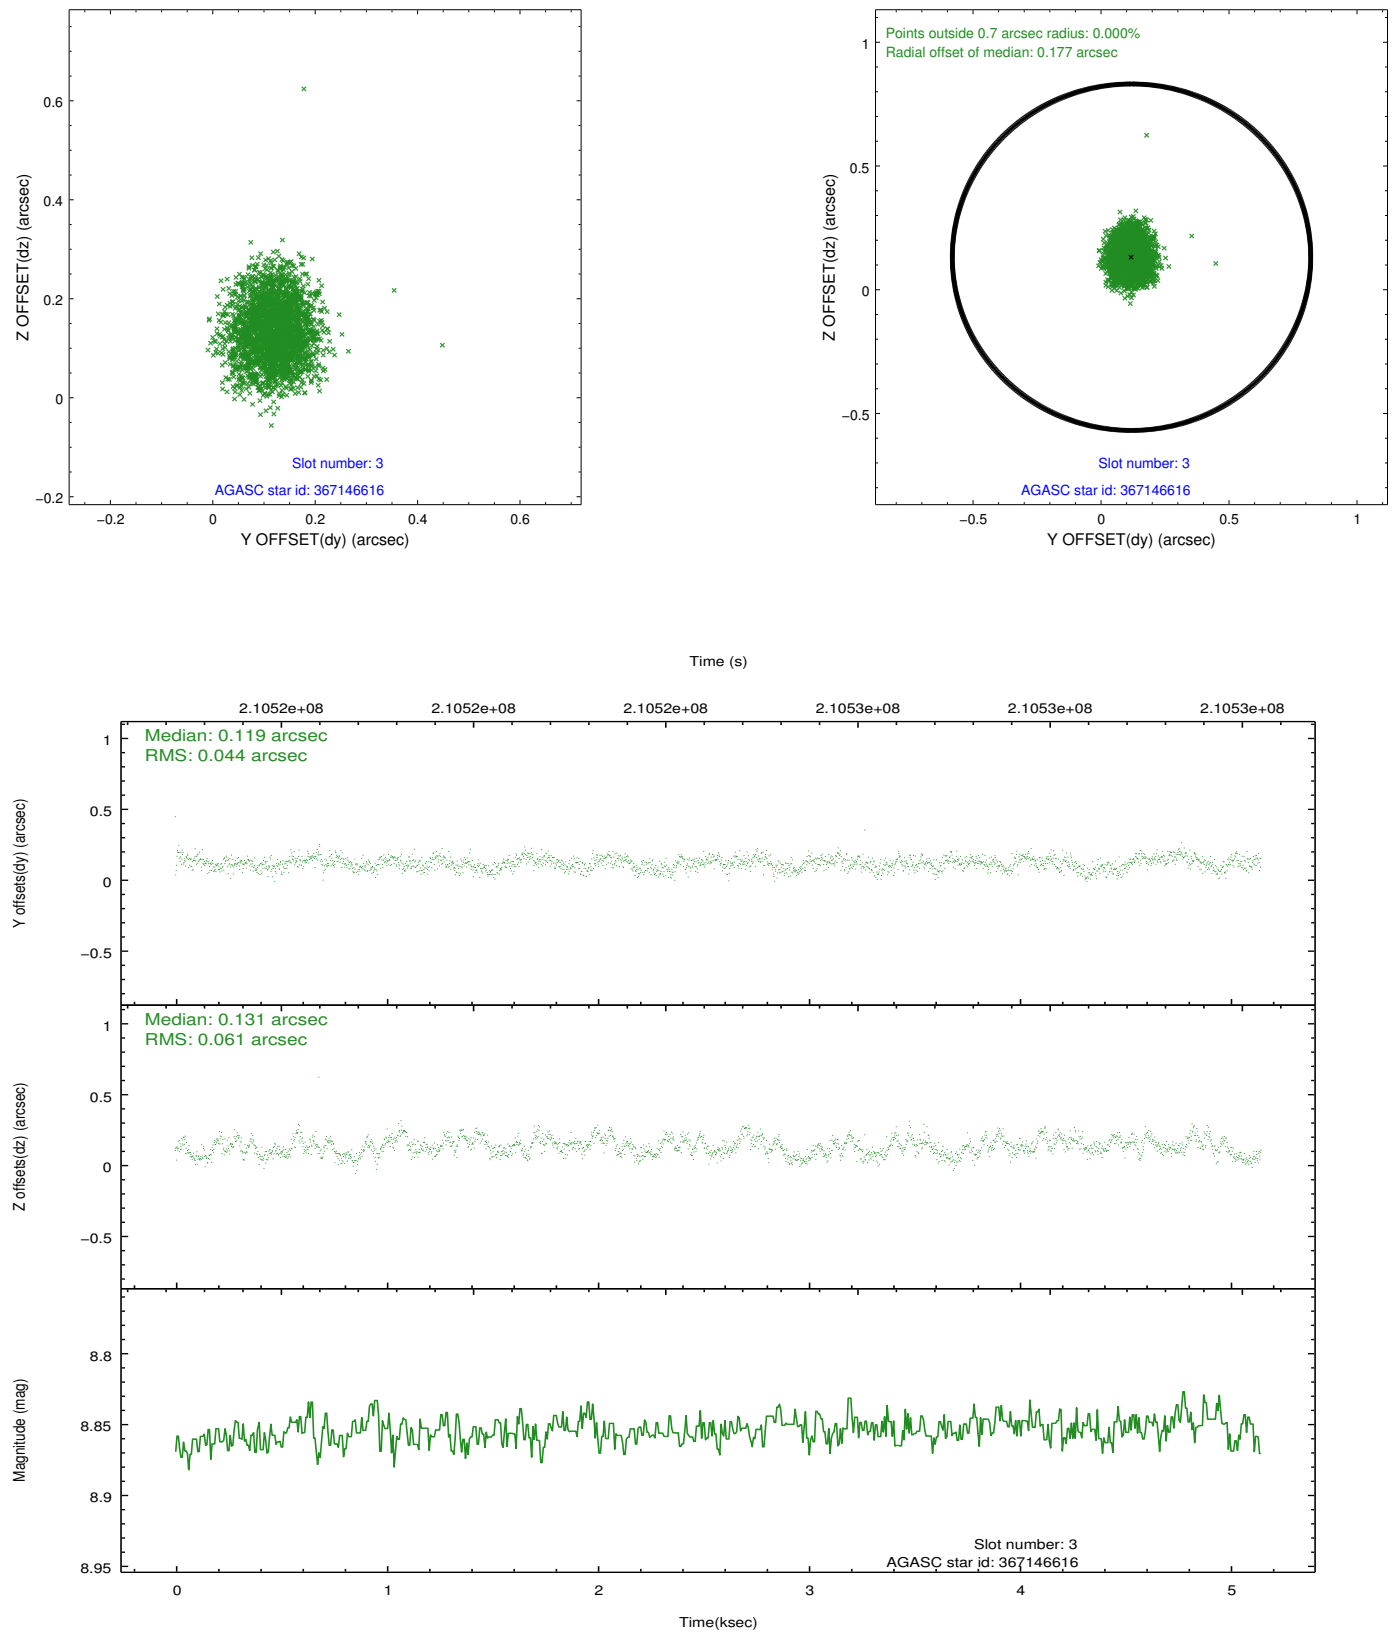 0.6
0.4
0.2
0
−0.2
−0.2
0
0.2
0.4
0.6
Z OFFSET(dz) (arcsec)
Y OFFSET(dy) (arcsec)
Slot number: 3
AGASC star id: 367146616
Points outside 0.7 arcsec radius: 0.000%
Radial offset of median: 0.177 arcsec
1
0.5
0
−0.5
−0.5
0
0.5
1
Z OFFSET(dz) (arcsec)
Y OFFSET(dy) (arcsec)
Slot number: 3
AGASC star id: 367146616
Time (s)
2.1052e+08
2.1052e+08
2.1052e+08
2.1053e+08
2.1053e+08
2.1053e+08
Median: 0.119 arcsec
RMS: 0.044 arcsec
1
0.5
0
−0.5
Y offsets(dy) (arcsec)
Median: 0.131 arcsec
RMS: 0.061 arcsec
1
0.5
0
−0.5
Z offsets(dz) (arcsec)
8.8
8.85
8.9
8.95
Magnitude (mag)
Slot number: 3
AGASC star id: 367146616
0
1
2
3
4
5
Time(ksec)